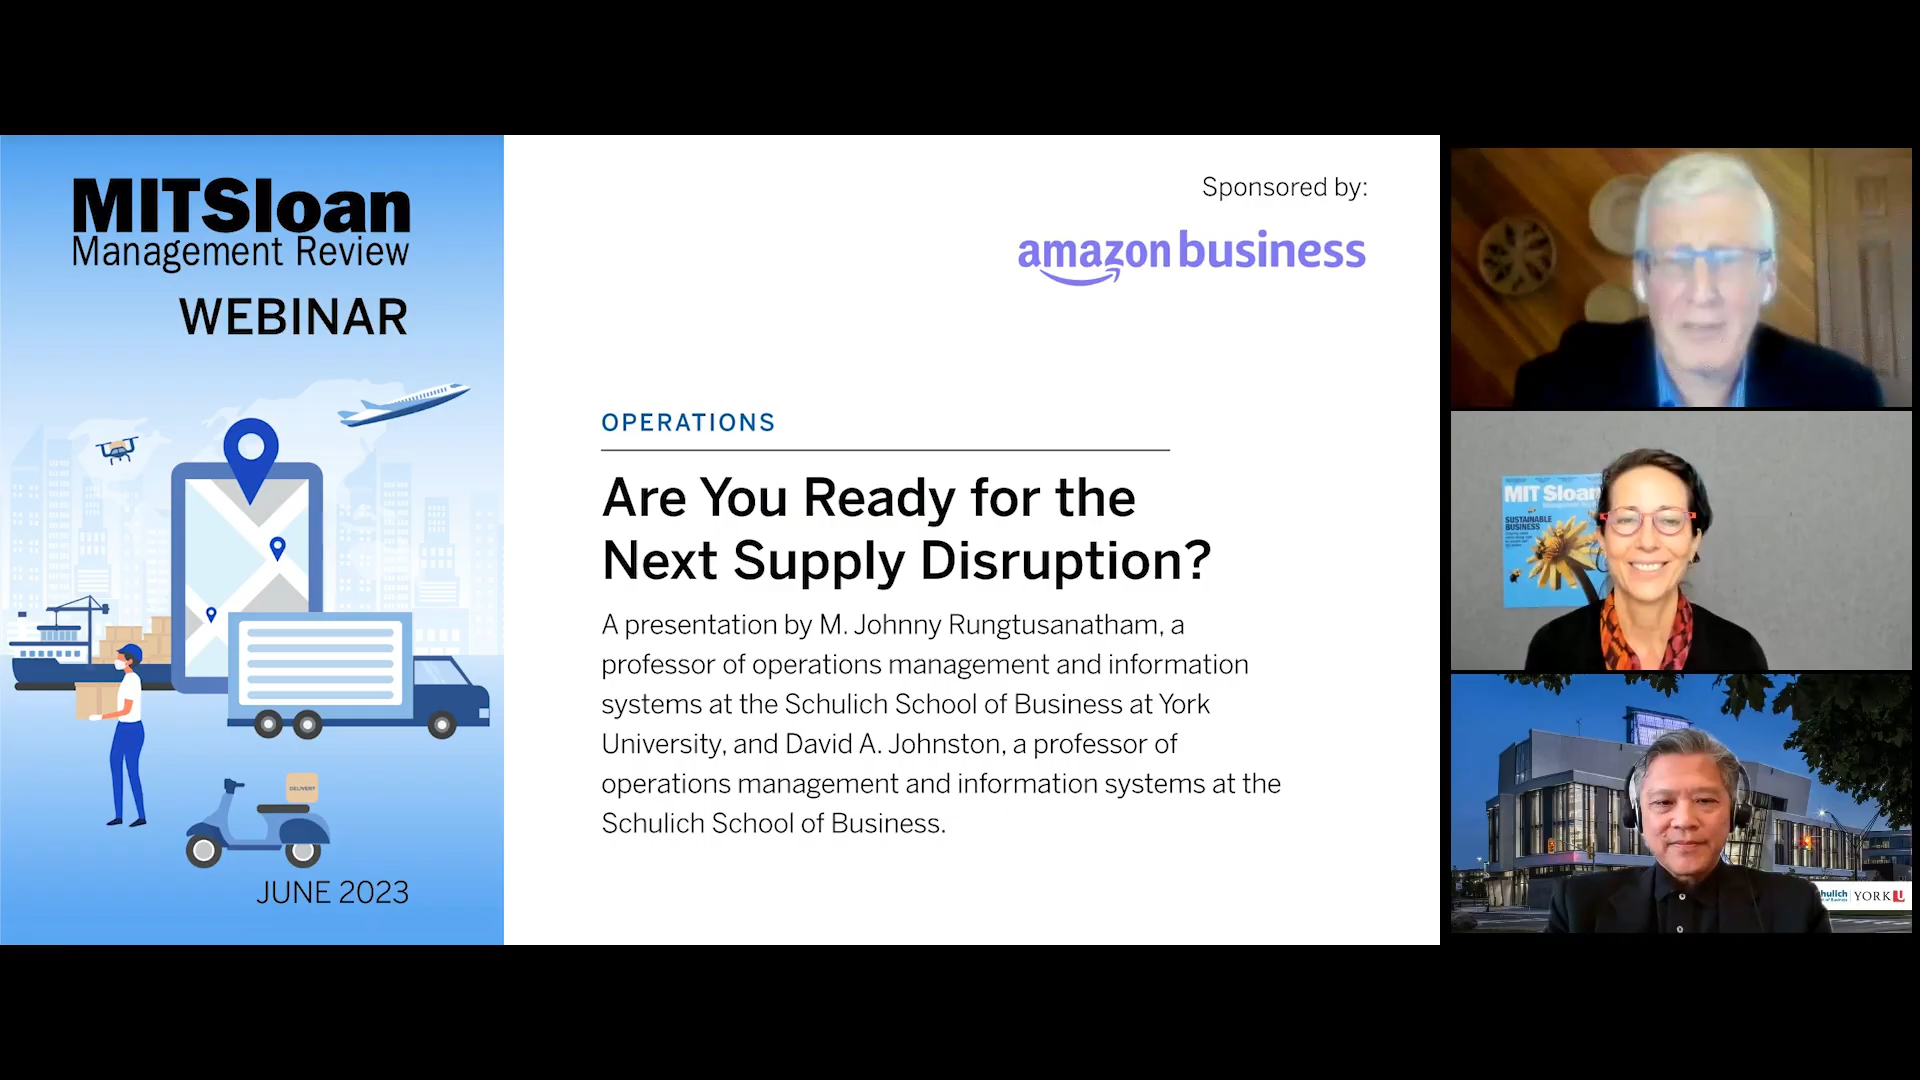 MITSloan
Management Review
WEBINAR
DELIVERY
JUNE 2023
Sponsored by:
amazon business
OPERATIONS
Are You Ready for the
Next Supply Disruption?
A presentation by M. Johnny Rungtusanatham, a
professor of operations management and information
systems at the Schulich School of Business at York
University, and David A. Johnston, a professor of
operations management and information systems at the
Schulich School of Business.
MIT Sloan
SUSTAINABLE
BUSINESS
hulich
YORK U